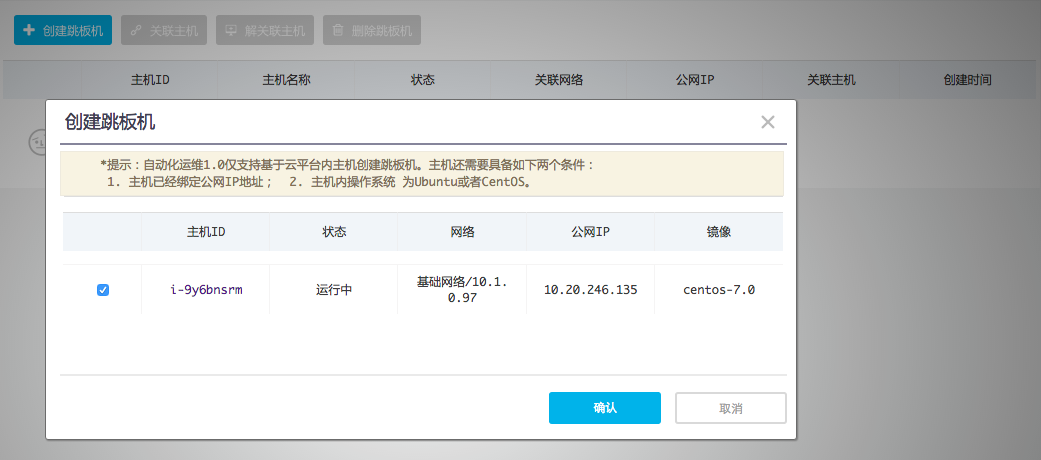 创建跳板机 关联主机 解关联主机 删除跳板机
主机ID 主机名称 状态 关联网络 公网IP 关联主机 创建时间
创建跳板机
*提示：自动化运维1.0仅支持基于云平台内主机创建跳板机。主机还需要具备如下两个条件：
1. 主机已经绑定公网IP地址； 2. 主机内操作系统 为Ubuntu或者CentOS。
主机ID 状态 网络 公网IP 镜像
i-9y6bnsrm 运行中 基础网络/10.1. 10.20.246.135 centos-7.0
0.97
确认 取消